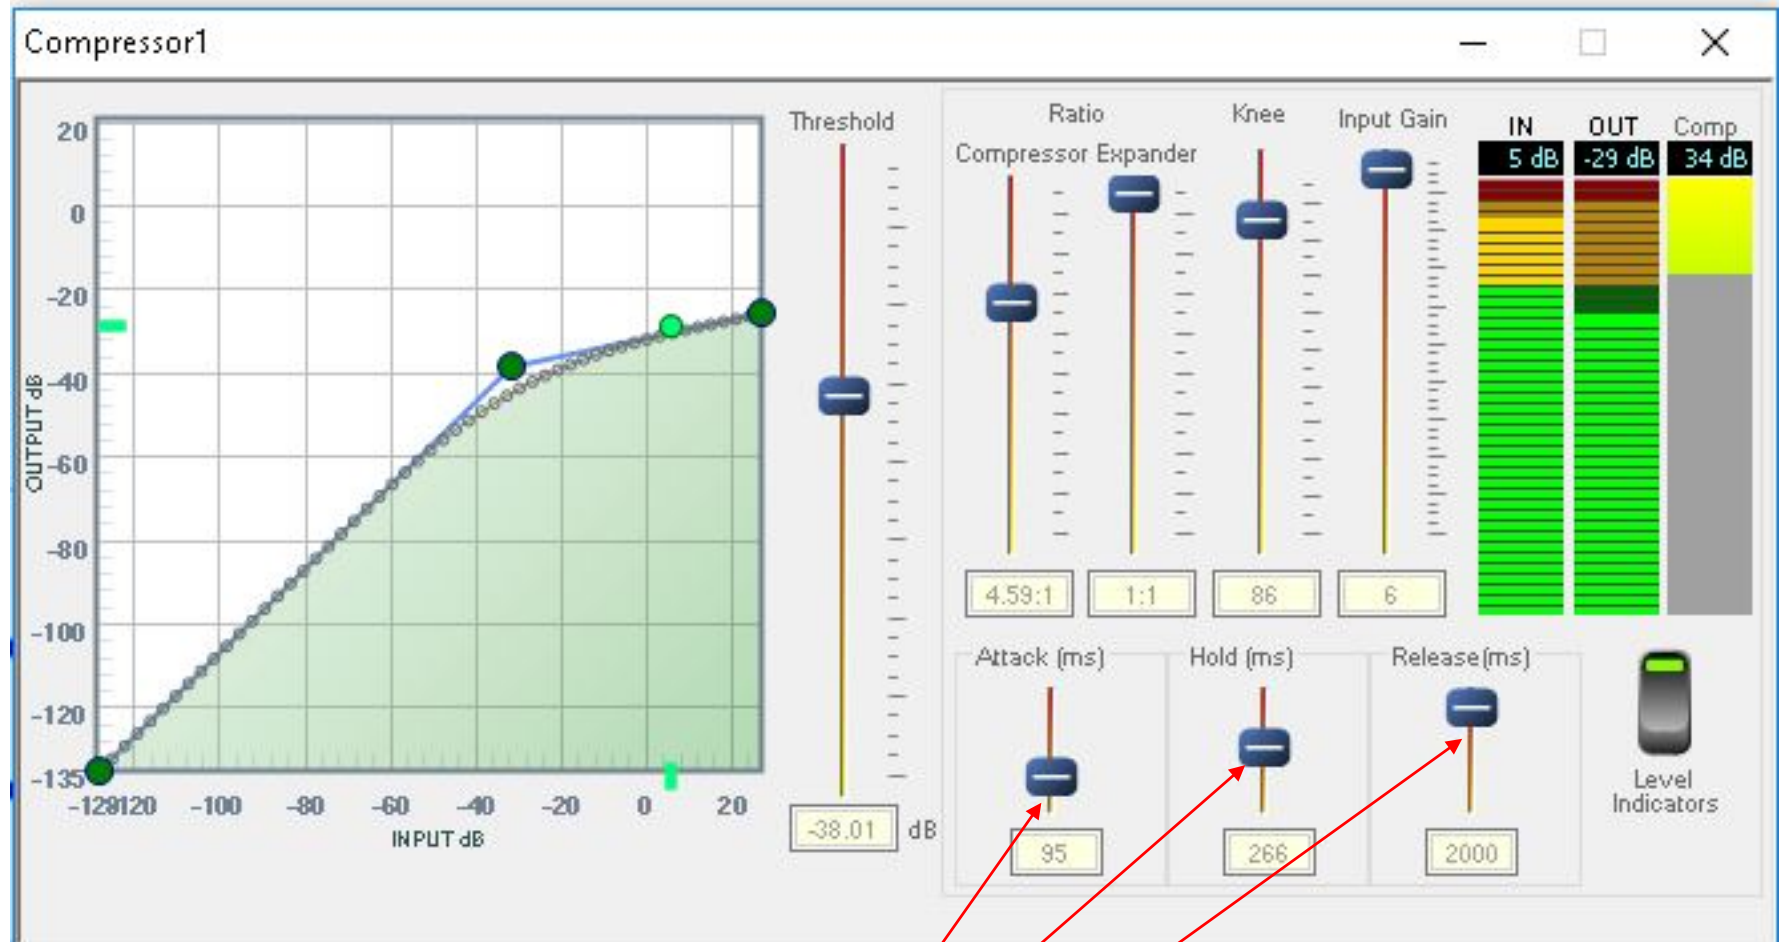 Compressor1
Threshold
Ratio
Knee
Input Gain
IN
OUT
Comp
Compressor Expander
5 dB
-29 dB
34 dB
20
0
-20
-40
-60
-80
-100
-120
-135
OUTPUT dB
-120
-100
-80
-60
-40
-20
0
20
INPUT dB
-38.01 dB
4.59:1
1:1
86
6
Attack (ms)
Hold (ms)
Release(ms)
95
266
2000
Level
Indicators